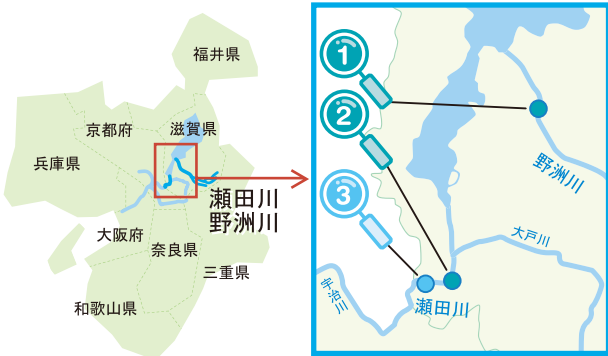 福井県
京都府
滋賀県
兵庫県
瀬田川
野洲川
大阪府
奈良県
三重県
和歌山県
1
2
3
野洲川
大戸川
宇治川
瀬田川